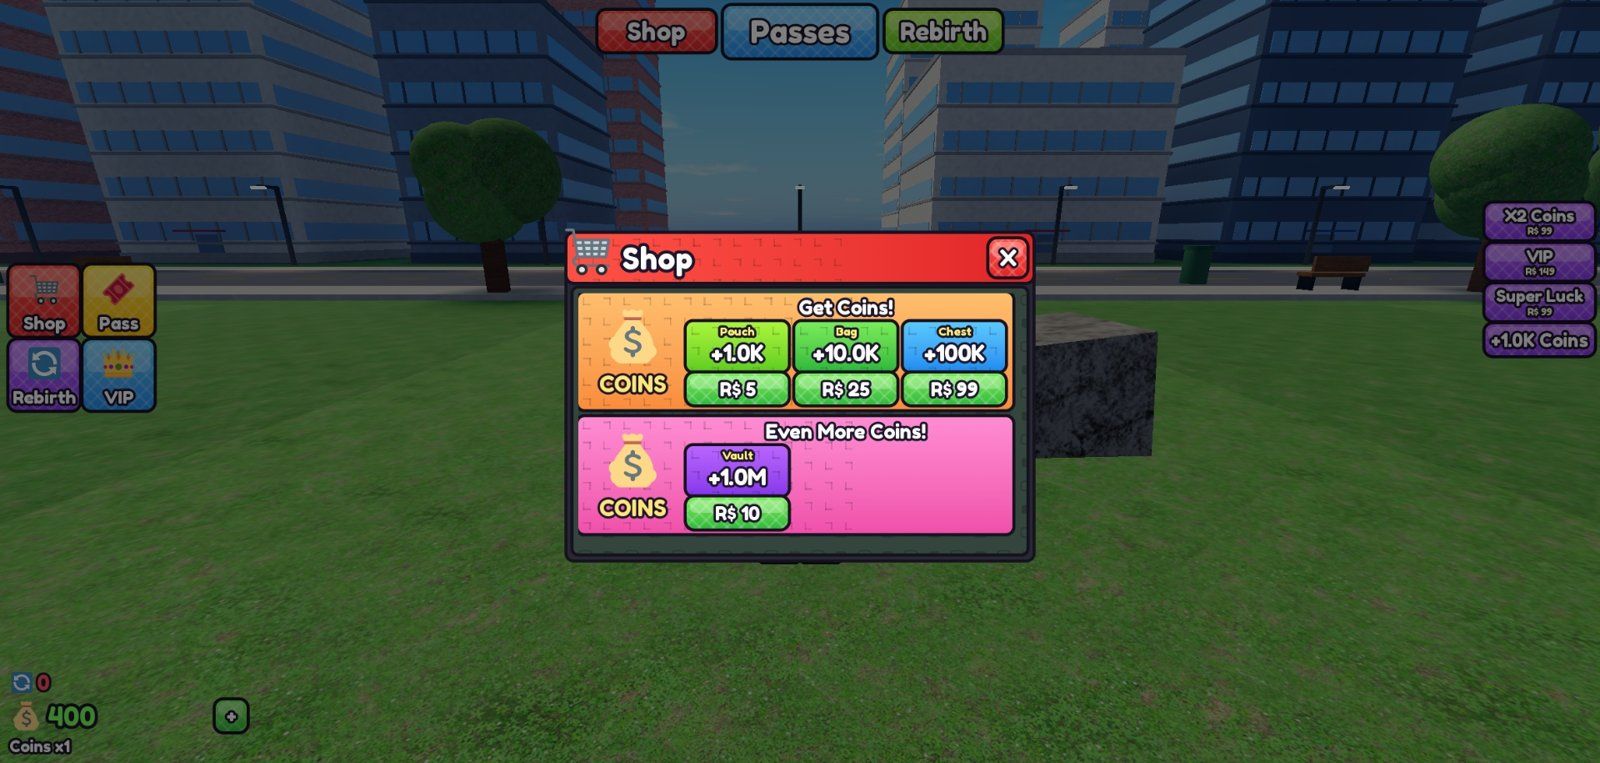 Shop
Passes
Rebirth
Shop
Pass
Rebirth
VIP
Shop
X
Get Coins!
$
COINS
Pouch
+1.0K
R$ 5
Bag
+10.0K
R$ 25
Chest
+100K
R$ 99
Even More Coins!
$
COINS
Vault
+1.0M
R$ 10
X2 Coins
R$ 99
VIP
R$ 149
Super Luck
R$ 99
+1.0K Coins
0
$
400
+
Coins x1